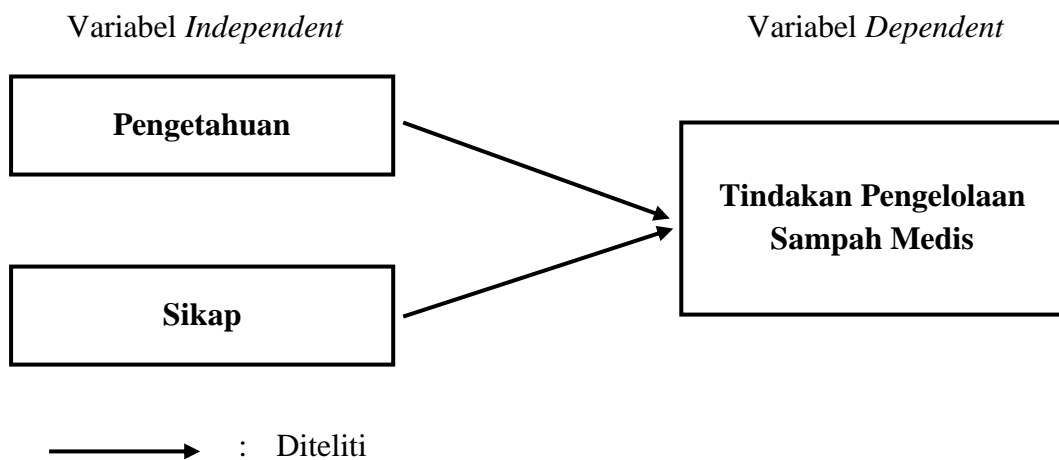 Variabel Independent
Variabel Dependent
Pengetahuan
Tindakan Pengelolaan
Sampah Medis
Sikap
: Diteliti